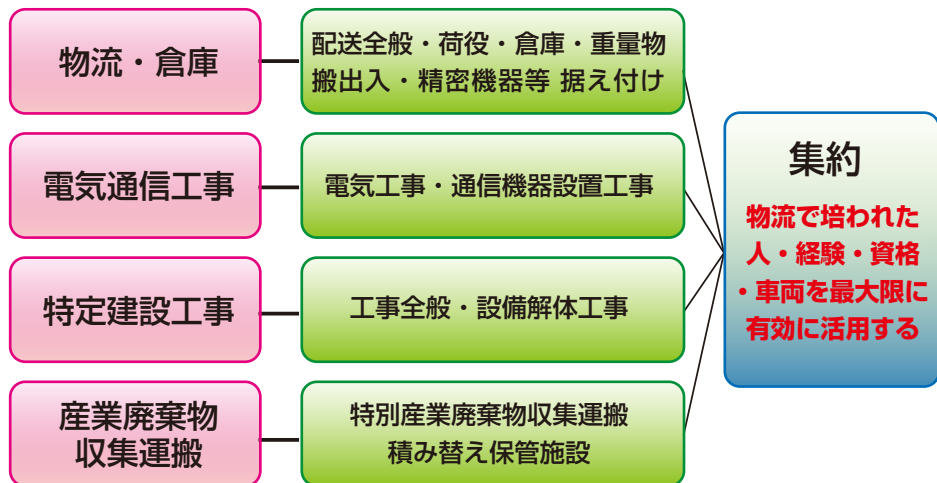 物流・倉庫
配送全般・荷役・倉庫・重量物
搬出入・精密機器等 据え付け
電気通信工事
電気工事・通信機器設置工事
特定建設工事
工事全般・設備解体工事
産業廃棄物
収集運搬
特別産業廃棄物収集運搬
積み替え保管施設
集約
物流で培われた
人・経験・資格
・車両を最大限に
有効に活用する